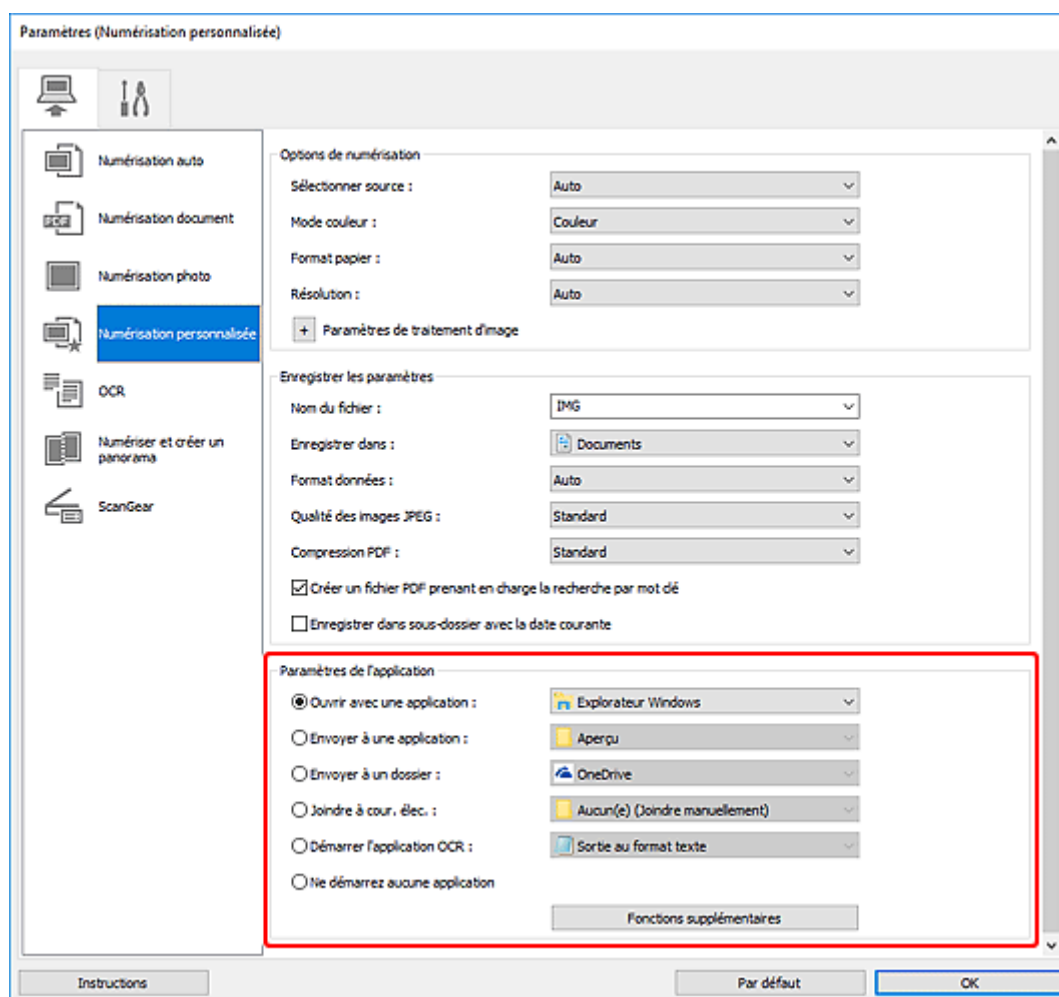 Paramètres (Numérisation personnalisée)
Numérisation auto
Numérisation document
Numérisation photo
Numérisation personnalisée
OCR
Numériser et créer un
panorama
ScanGear
Options de numérisation
Sélectionner source : Auto
Mode couleur : Couleur
Format papier : Auto
Résolution : Auto
+ Paramètres de traitement d'image
Enregistrer les paramètres
Nom du fichier : IMG
Enregistrer dans : Documents
Format données : Auto
Qualité des images JPEG : Standard
Compression PDF : Standard
Créer un fichier PDF prenant en charge la recherche par mot clé
Enregistrer dans sous-dossier avec la date courante
Paramètres de l'application
Ouvrir avec une application : Explorateur Windows
Envoyer à une application : Aperçu
Envoyer à un dossier : OneDrive
Joindre à cour. élec. : Aucun(e) (Joindre manuellement)
Démarrer l'application OCR : Sortie au format texte
Ne démarrez aucune application
Fonctions supplémentaires
Instructions Par défaut OK